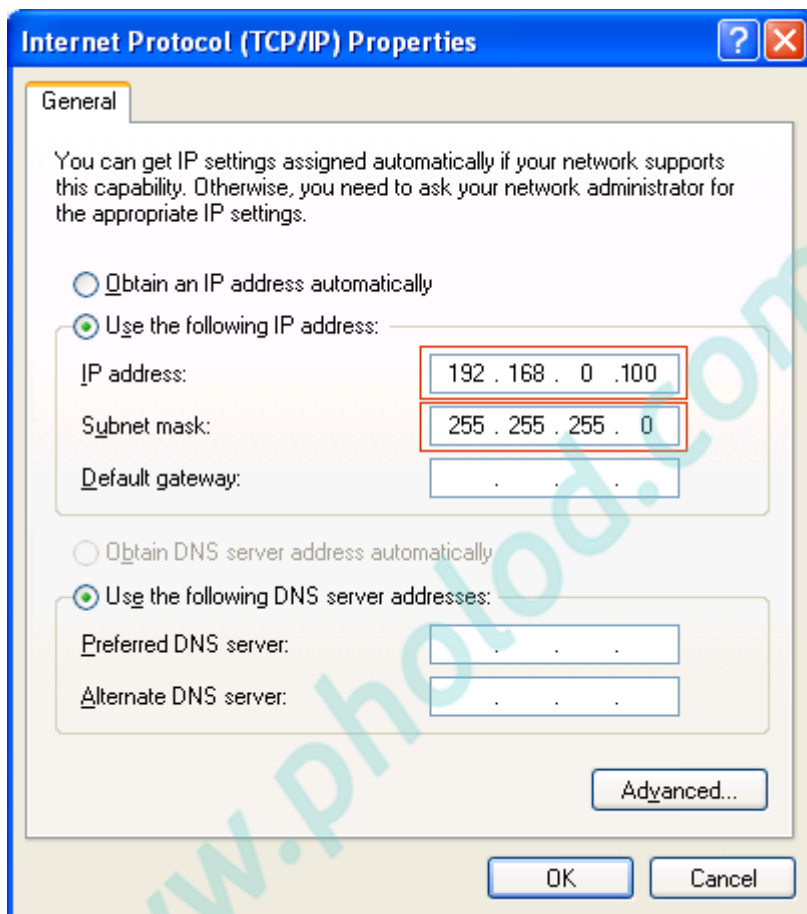 Internet Protocol (TCP/IP) Properties
General
You can get IP settings assigned automatically if your network supports
this capability. Otherwise, you need to ask your network administrator for
the appropriate IP settings.
Obtain an IP address automatically
Use the following IP address:
IP address: 192 . 168 . 0 .100
Subnet mask: 255 . 255 . 255 . 0
Default gateway: . . .
Obtain DNS server address automatically
Use the following DNS server addresses:
Preferred DNS server: . . .
Alternate DNS server: . . .
Advanced...
OK Cancel
w.pholod.com